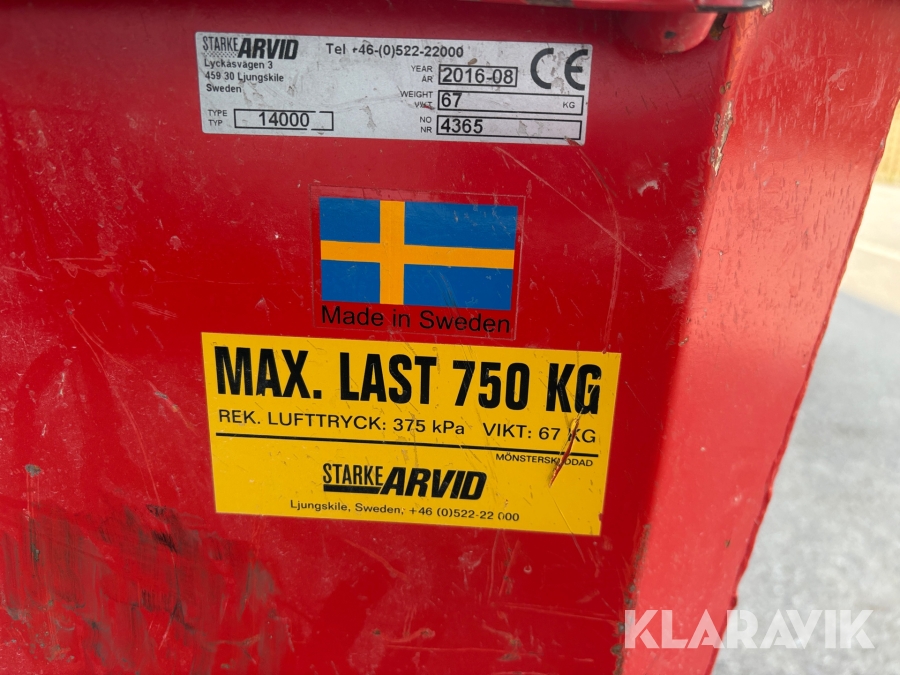 STARKE ARVID
Tel +46-(0)522-22000
Lyckåsvägen 3
459 30 Ljungskile
Sweden
YEAR
ÅR 2016-08
CE
WEIGHT
VIKT 67 KG
TYPE
TYP 14000
NO
NR 4365
Made in Sweden
MAX. LAST 750 KG
REK. LUFTTRYCK: 375 kPa VIKT: 67 KG
MÖNSTERSKYDDAD
STARKE ARVID
Ljungskile, Sweden, +46 (0)522-22 000
KLARAVIK